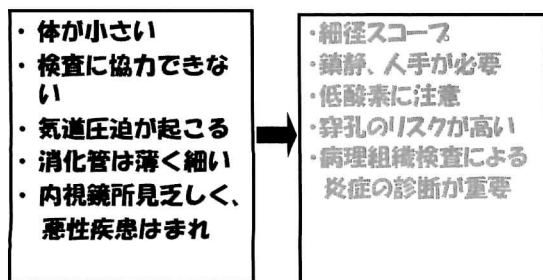 ・体が小さい
・検査に協力できな
い
・気道圧迫が起こる
・消化管は薄く細い
・内視鏡所見乏しく、
悪性疾患はまれ
・細径スコープ
・鎮静、人手が必要
・低酸素に注意
・穿孔のリスクが高い
・病理組織検査による
炎症の診断が重要